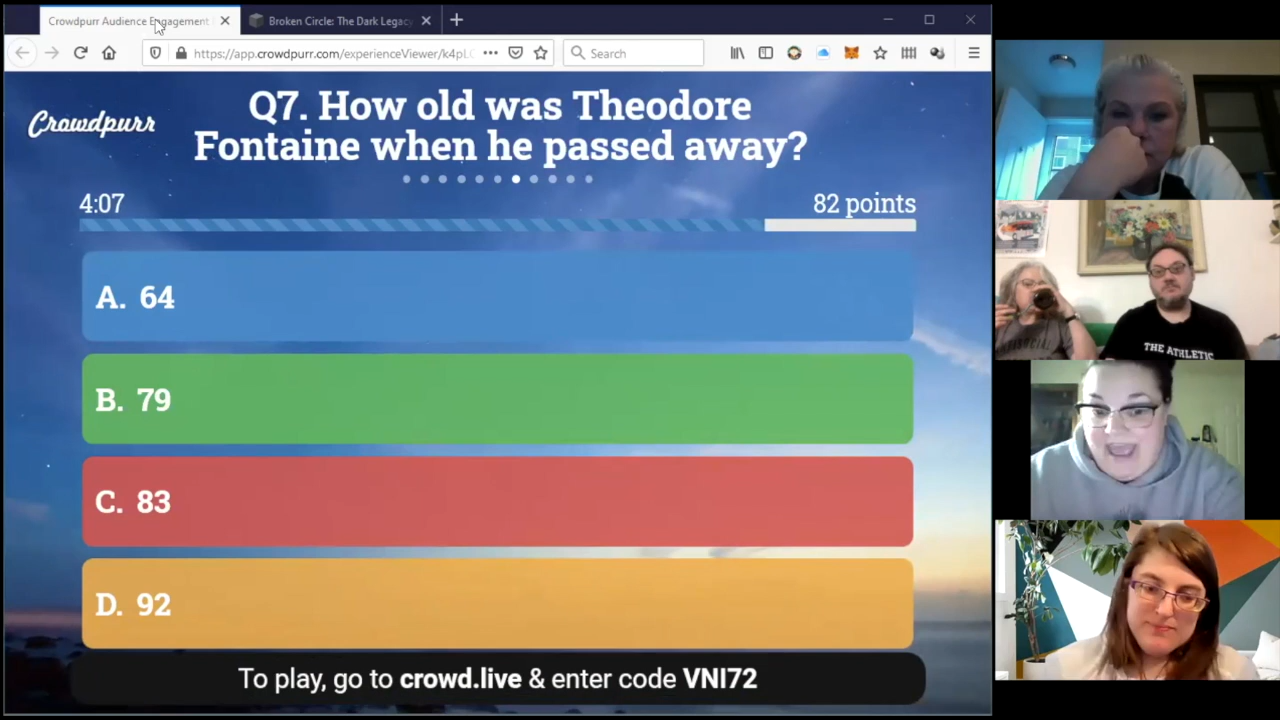 Crowdpurr Audience Engagement
Broken Circle: The Dark Legacy
https://app.crowdpurr.com/experienceViewer/k4pL
Search
Crowdpurr
Q7. How old was Theodore
Fontaine when he passed away?
4:07
82 points
A. 64
B. 79
C. 83
D. 92
To play, go to crowd.live & enter code VNI72
THE ATHLETIC